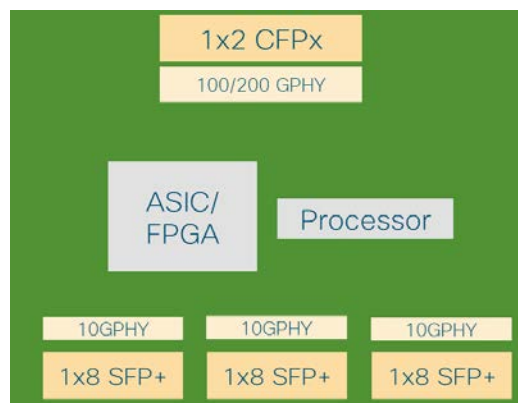 1x2 CFPx
100/200 GPHY
ASIC/
FPGA
Processor
10GPHY
10GPHY
10GPHY
1x8 SFP+
1x8 SFP+
1x8 SFP+